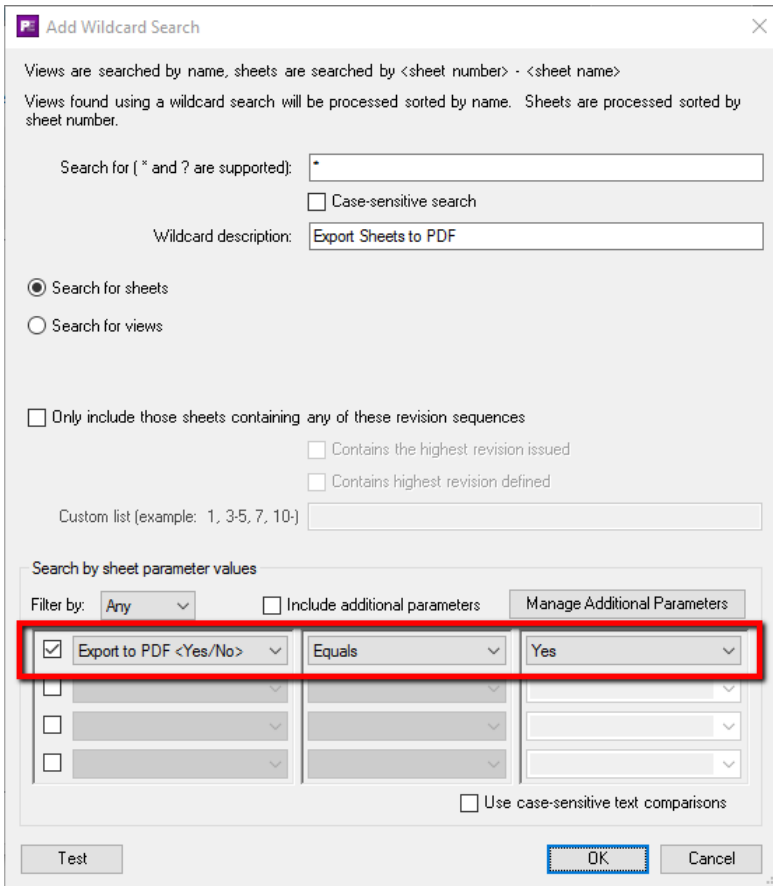 PE Add Wildcard Search
Views are searched by name, sheets are searched by <sheet number> - <sheet name>
Views found using a wildcard search will be processed sorted by name. Sheets are processed sorted by
sheet number.
Search for ( * and ? are supported): *
Case-sensitive search
Wildcard description: Export Sheets to PDF
Search for sheets
Search for views
Only include those sheets containing any of these revision sequences
Contains the highest revision issued
Contains highest revision defined
Custom list (example: 1, 3-5, 7, 10-)
Search by sheet parameter values
Filter by: Any Include additional parameters Manage Additional Parameters
Export to PDF <Yes/No> Equals Yes
Use case-sensitive text comparisons
Test OK Cancel